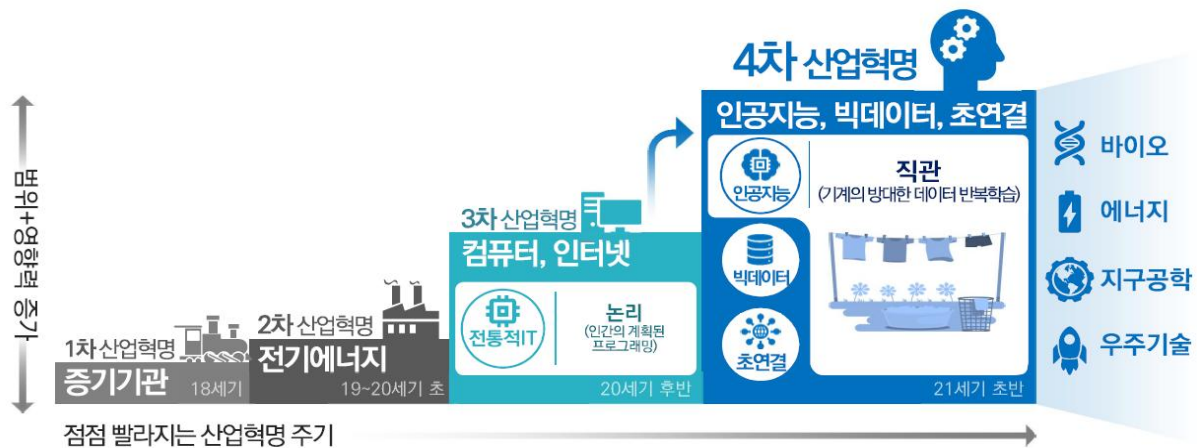 4차 산업혁명
인공지능, 빅데이터, 초연결
인공지능
직관
(기계의 방대한 데이터 반복학습)
빅데이터
초연결
21세기 초반
3차 산업혁명
컴퓨터, 인터넷
전통적IT
논리
(인간의 계획된
프로그래밍)
20세기 후반
2차 산업혁명
전기에너지
19~20세기 초
1차 산업혁명
증기기관
18세기
바이오
에너지
지구공학
우주기술
범위+영향력 증가
점점 빨라지는 산업혁명 주기